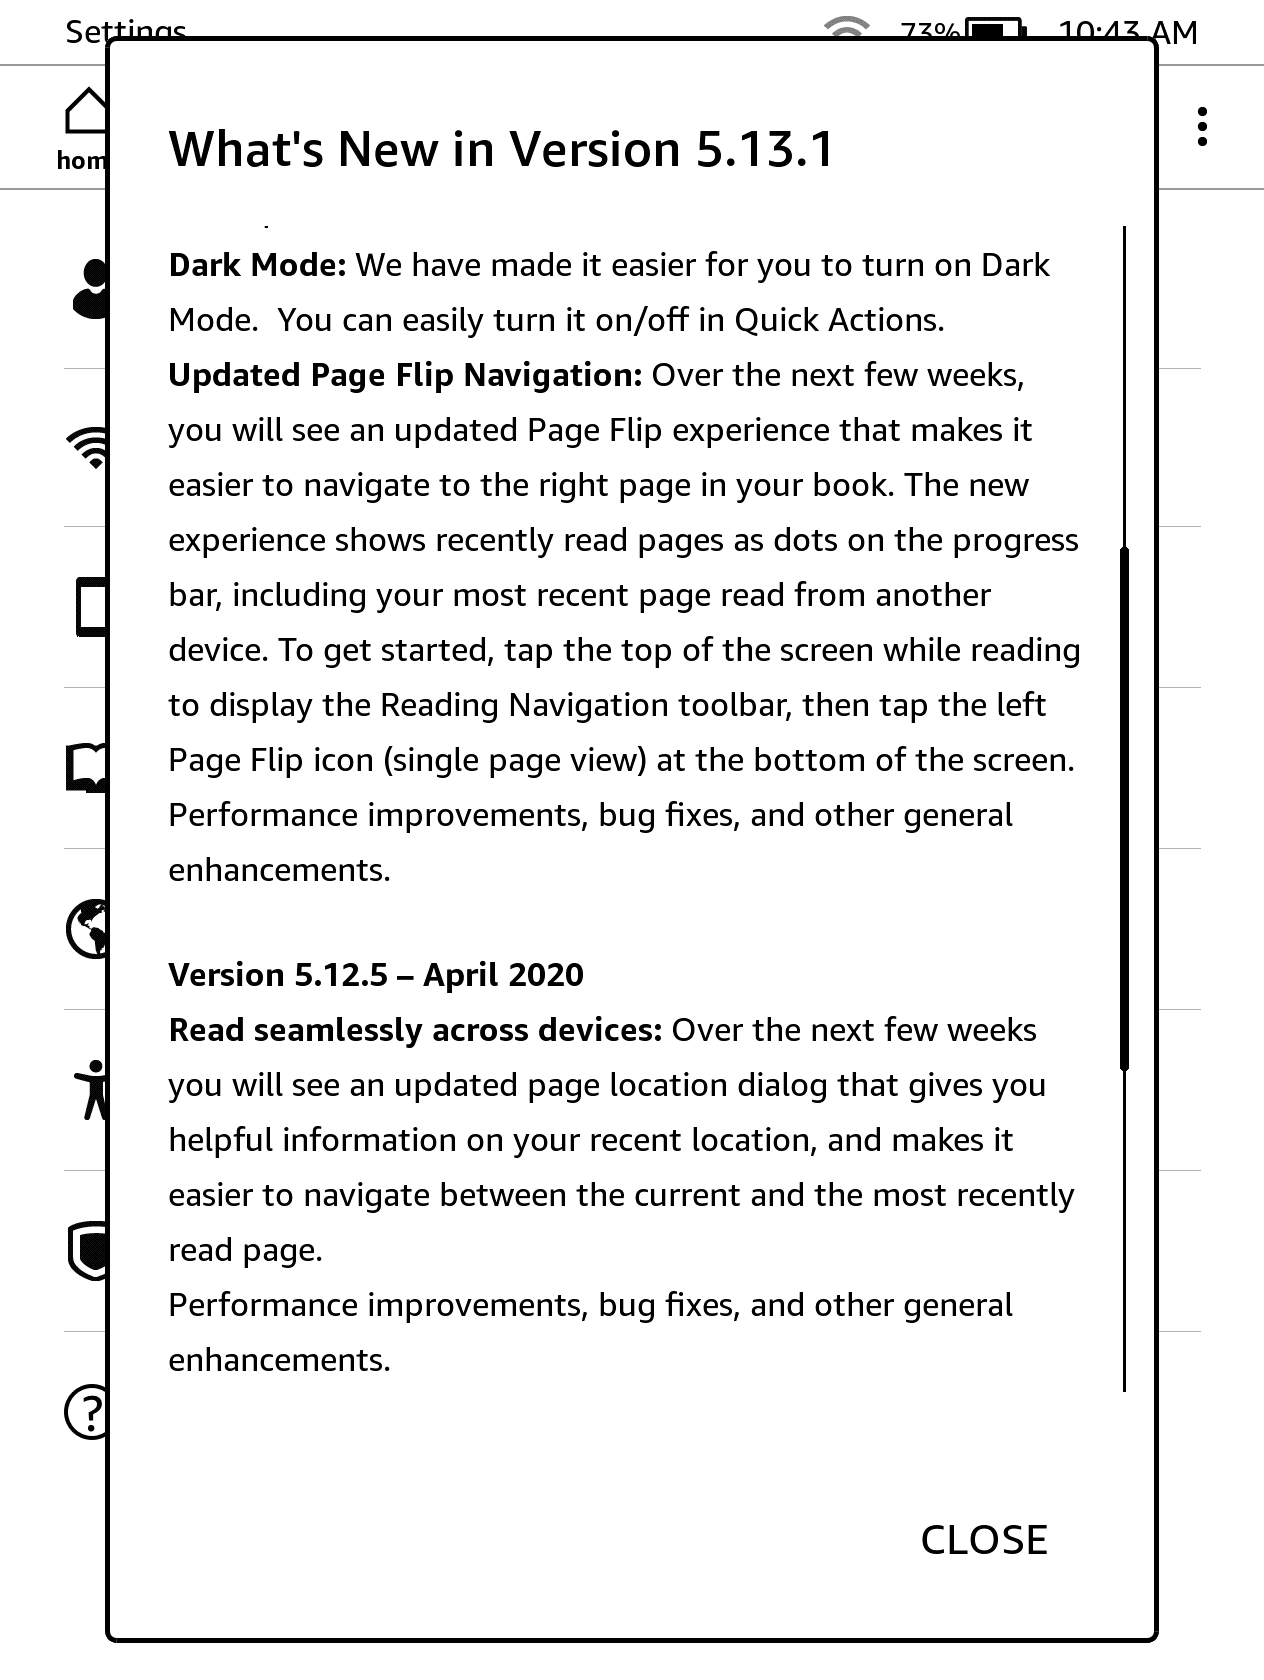 Settings 73% 10:43 AM
What's New in Version 5.13.1
Dark Mode: We have made it easier for you to turn on Dark
Mode.  You can easily turn it on/off in Quick Actions.
Updated Page Flip Navigation: Over the next few weeks,
you will see an updated Page Flip experience that makes it
easier to navigate to the right page in your book. The new
experience shows recently read pages as dots on the progress
bar, including your most recent page read from another
device. To get started, tap the top of the screen while reading
to display the Reading Navigation toolbar, then tap the left
Page Flip icon (single page view) at the bottom of the screen.
Performance improvements, bug fixes, and other general
enhancements.
Version 5.12.5 – April 2020
Read seamlessly across devices: Over the next few weeks
you will see an updated page location dialog that gives you
helpful information on your recent location, and makes it
easier to navigate between the current and the most recently
read page.
Performance improvements, bug fixes, and other general
enhancements.
CLOSE
hom
?